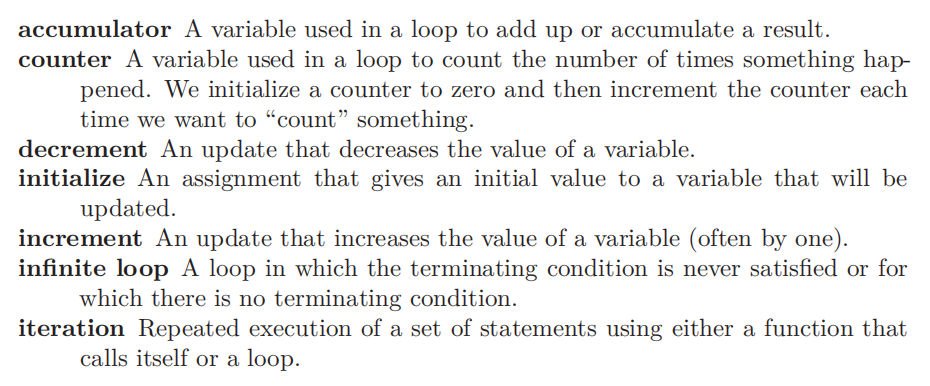 accumulator A variable used in a loop to add up or accumulate a result.
counter A variable used in a loop to count the number of times something hap-
pened. We initialize a counter to zero and then increment the counter each
time we want to “count” something.
decrement An update that decreases the value of a variable.
initialize An assignment that gives an initial value to a variable that will be
updated.
increment An update that increases the value of a variable (often by one).
infinite loop A loop in which the terminating condition is never satisfied or for
which there is no terminating condition.
iteration Repeated execution of a set of statements using either a function that
calls itself or a loop.